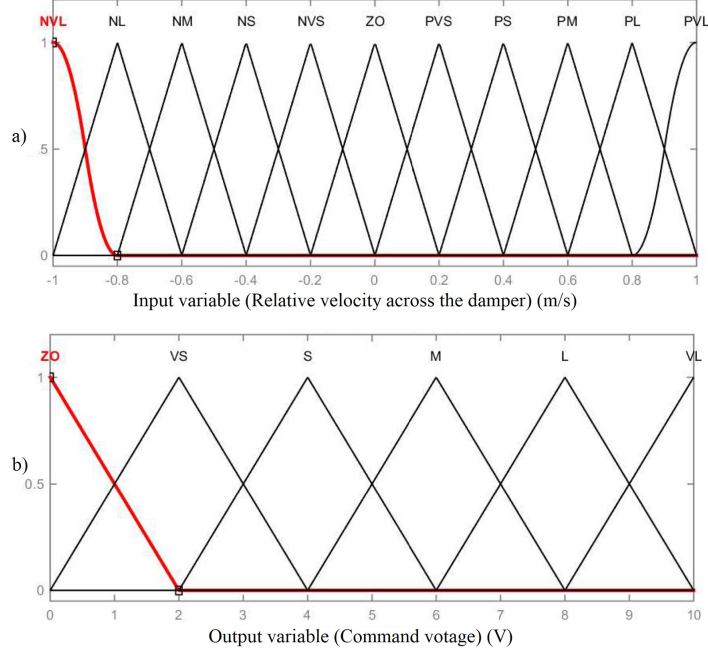 NVL NL NM NS NVS ZO PVS PS PM PL PVL
1
a)
.5
0
-1 -0.8 -0.6 -0.4 -0.2 0 0.2 0.4 0.6 0.8 1
Input variable (Relative velocity across the damper) (m/s)
ZO VS S M L VL
1
b)
0.5
0
0 1 2 3 4 5 6 7 8 9 10
Output variable (Command votage) (V)